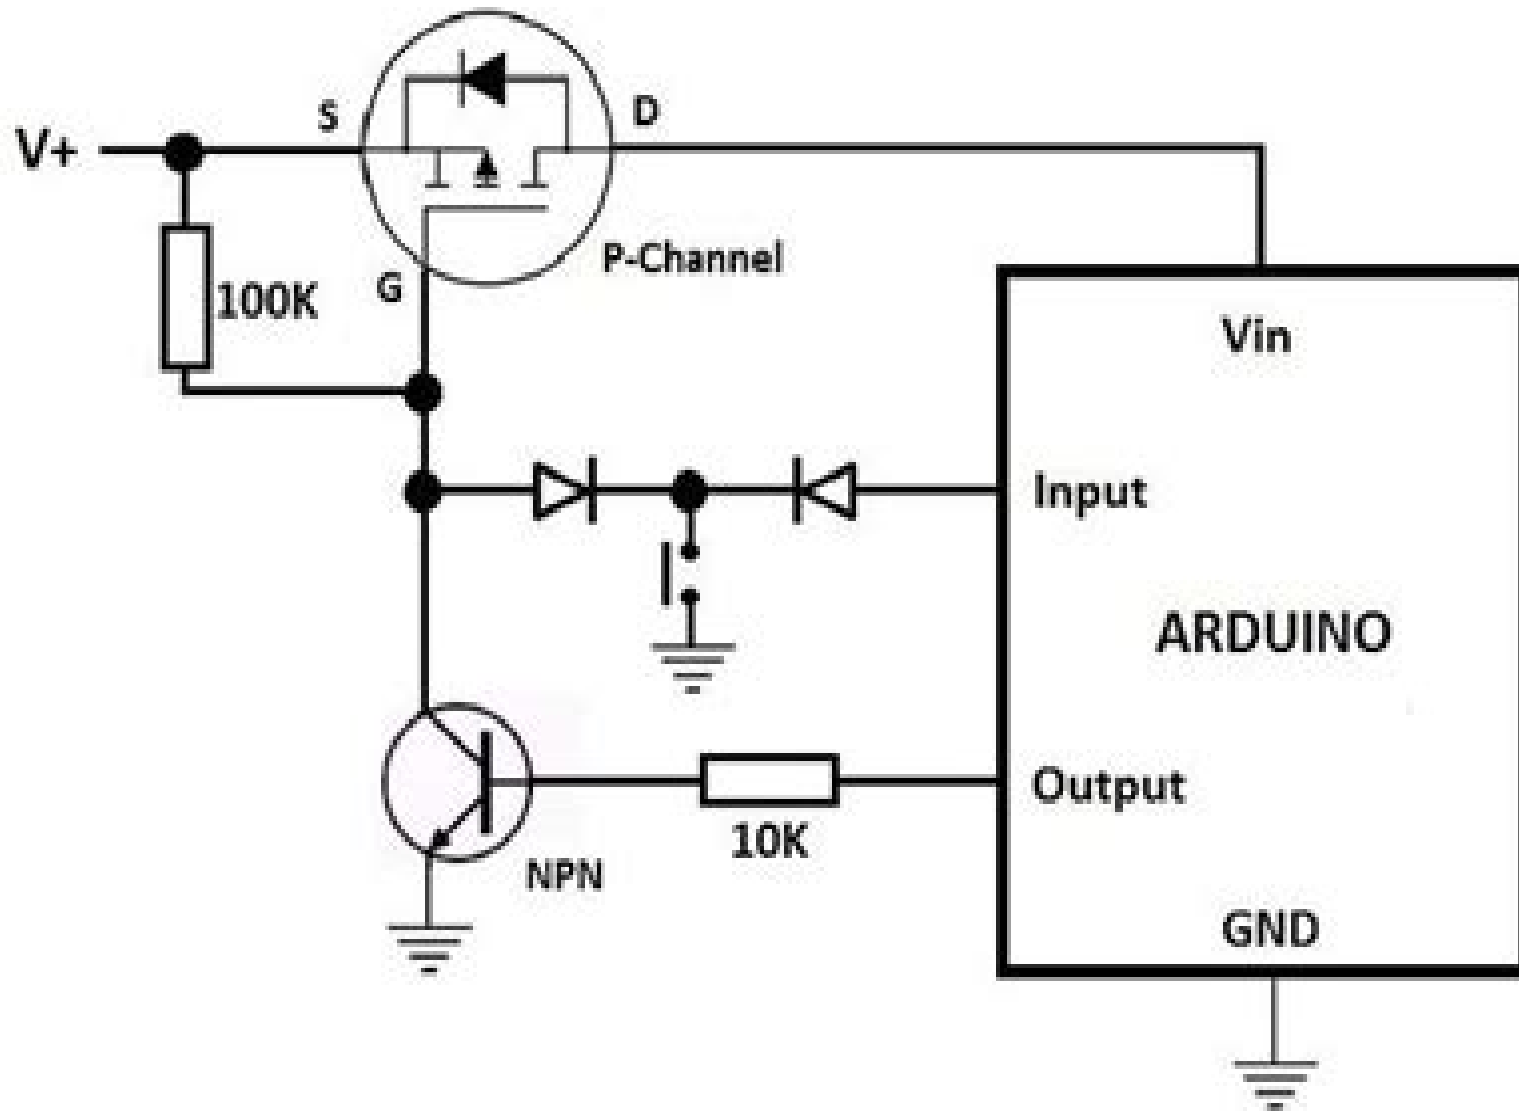 S
D
V+
P-Channel
G
100K
Vin
Input
ARDUINO
Output
10K
NPN
GND